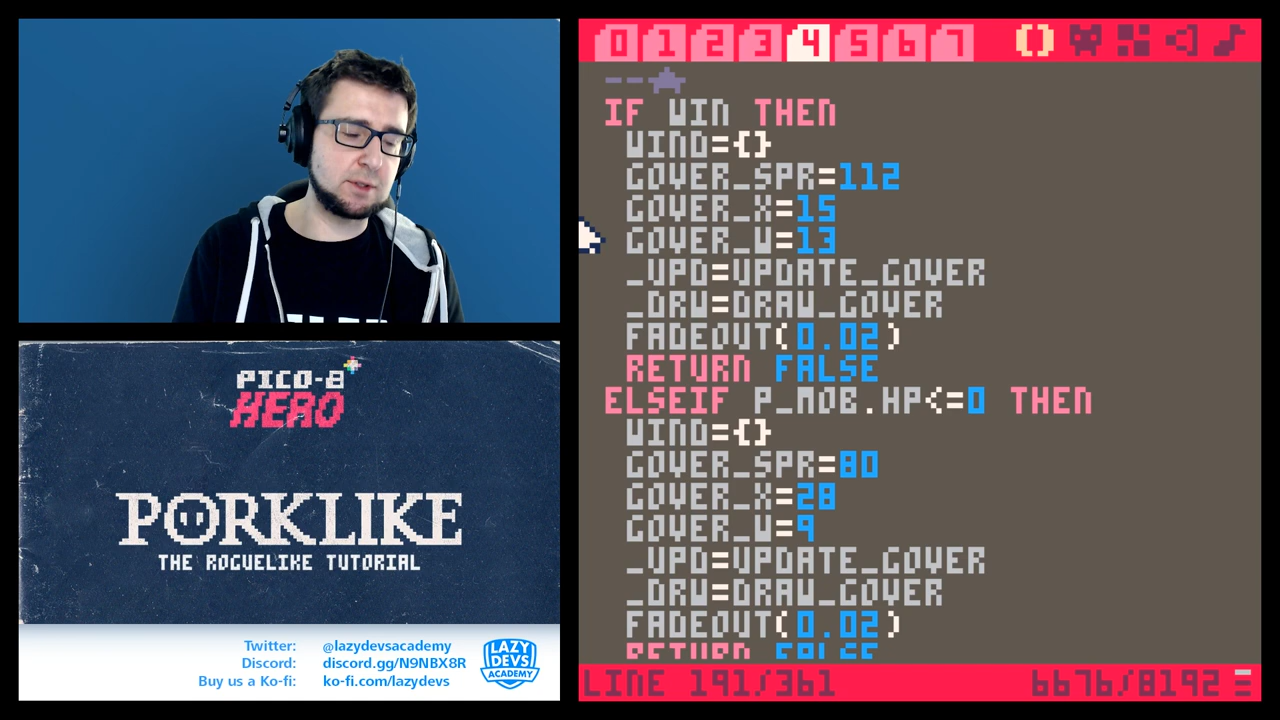 0 1 2 3 4 5 6 7 ()
--
IF WIN THEN
WIND={}
GOVER_SPR=112
GOVER_X=15
GOVER_W=13
_UPD=UPDATE_GOVER
_DRW=DRAW_GOVER
FADEOUT(0.02)
RETURN FALSE
ELSEIF P_MOB.HP<=0 THEN
WIND={}
GOVER_SPR=80
GOVER_X=28
GOVER_W=9
_UPD=UPDATE_GOVER
_DRW=DRAW_GOVER
FADEOUT(0.02)
RETURN FALSE
LINE 191/361 6676/8192
PICO-8
HERO
PORKLIKE
THE ROGUELIKE TUTORIAL
Twitter: @lazydevsacademy
Discord: discord.gg/N9NBX8R
Buy us a Ko-fi: ko-fi.com/lazydevs
LAZY
DEVS
ACADEMY